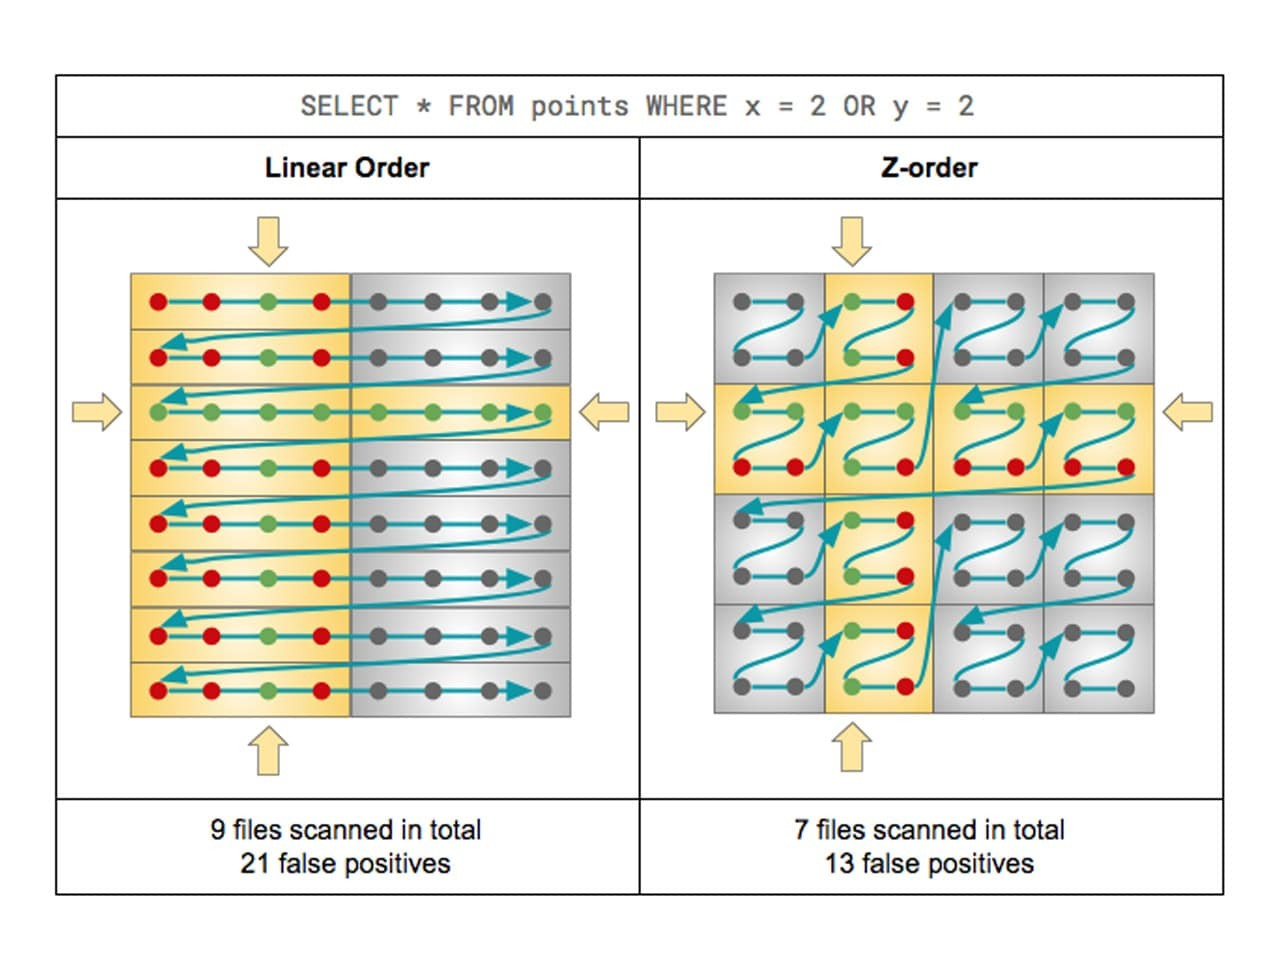 SELECT * FROM points WHERE x = 2 OR y = 2
Linear Order
Z-order
9 files scanned in total
21 false positives
7 files scanned in total
13 false positives